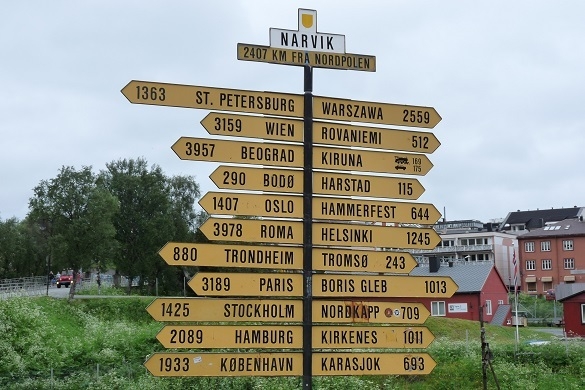 NARVIK
2407 KM FRA NORDPOLEN
1363 ST. PETERSBURG
WARSZAWA 2559
3159 WIEN
ROVANIEMI 512
3957 BEOGRAD
KIRUNA 169 175
290 BODØ
HARSTAD 115
1407 OSLO
HAMMERFEST 644
3978 ROMA
HELSINKI 1245
880 TRONDHEIM
TROMSØ 243
3189 PARIS
BORIS GLEB 1013
1425 STOCKHOLM
NORDKAPP 709
2089 HAMBURG
KIRKENES 1011
1933 KØBENHAVN
KARASJOK 693